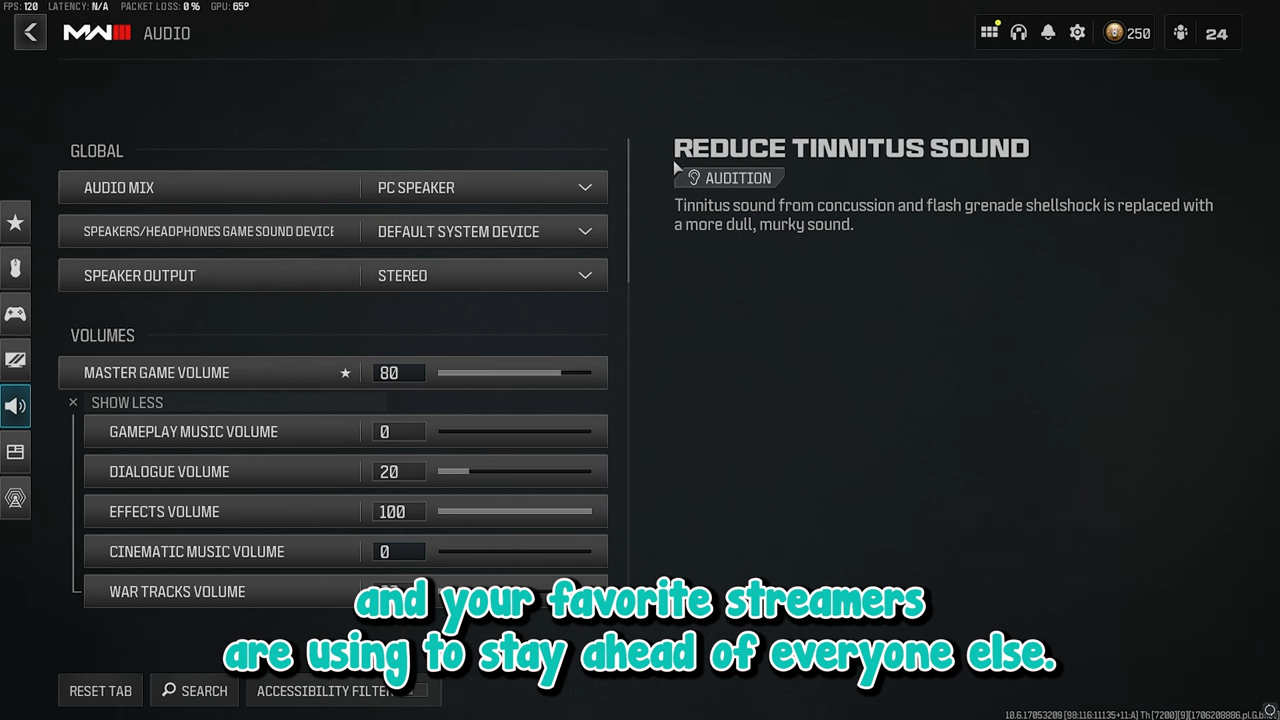 FPS: 120 LATENCY: N/A PACKET LOSS: 0 % GPU: 65°
MWIII AUDIO
250
24
GLOBAL
AUDIO MIX PC SPEAKER
SPEAKERS/HEADPHONES GAME SOUND DEVICE DEFAULT SYSTEM DEVICE
SPEAKER OUTPUT STEREO
VOLUMES
MASTER GAME VOLUME 80
SHOW LESS
GAMEPLAY MUSIC VOLUME 0
DIALOGUE VOLUME 20
EFFECTS VOLUME 100
CINEMATIC MUSIC VOLUME 0
WAR TRACKS VOLUME
REDUCE TINNITUS SOUND
AUDITION
Tinnitus sound from concussion and flash grenade shellshock is replaced with
a more dull, murky sound.
and your favorite streamers
are using to stay ahead of everyone else.
RESET TAB SEARCH ACCESSIBILITY FILTER